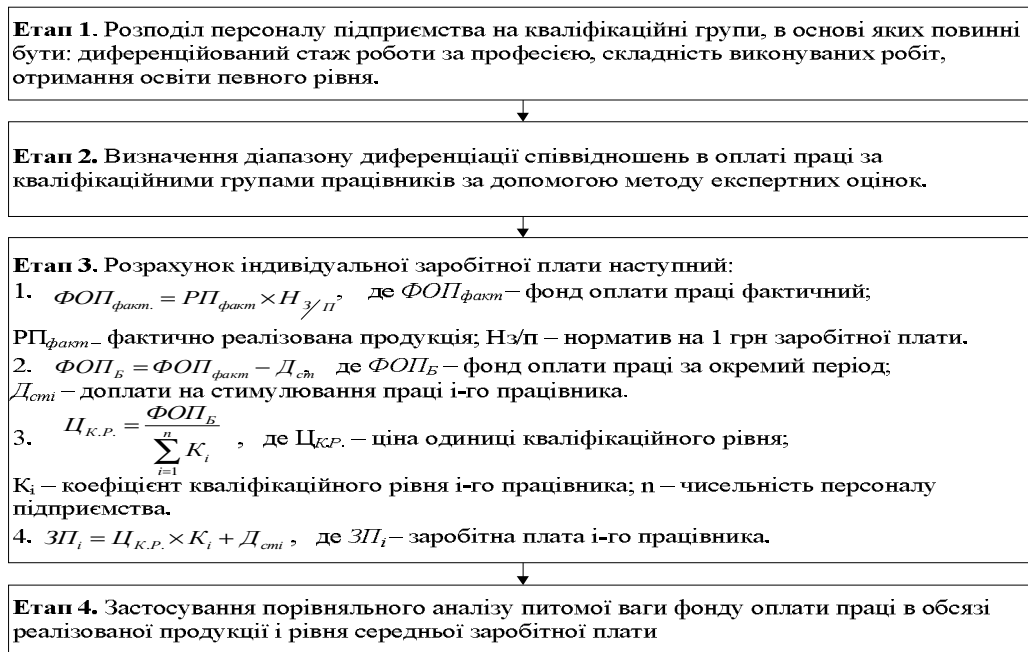 Етап 1. Розподіл персоналу підприємства на кваліфікаційні групи, в основі яких повинні
бути: диференційований стаж роботи за професією, складність виконуваних робіт,
отримання освіти певного рівня.
Етап 2. Визначення діапазону диференціації співвідношень в оплаті праці за
кваліфікаційними групами працівників за допомогою методу експертних оцінок.
Етап 3. Розрахунок індивідуальної заробітної плати наступний:
1. ФОПфакт. = РПфакт × Н З/П, де ФОПфакт – фонд оплати праці фактичний;
РПфакт – фактично реалізована продукція; Нз/п – норматив на 1 грн заробітної плати.
2. ФОПБ = ФОПфакт − Дст, де ФОПБ – фонд оплати праці за окремий період;
Дстi – доплати на стимулювання праці і-го працівника.
3. ЦК.Р. = ФОПБ / ∑ i=1 n Ki , де ЦК.Р. – ціна одиниці кваліфікаційного рівня;
Кі – коефіцієнт кваліфікаційного рівня і-го працівника; n – чисельність персоналу
підприємства.
4. ЗПi = ЦК.Р. × Ki + Дстi , де ЗПi – заробітна плата і-го працівника.
Етап 4. Застосування порівняльного аналізу питомої ваги фонду оплати праці в обсязі
реалізованої продукції і рівня середньої заробітної плати